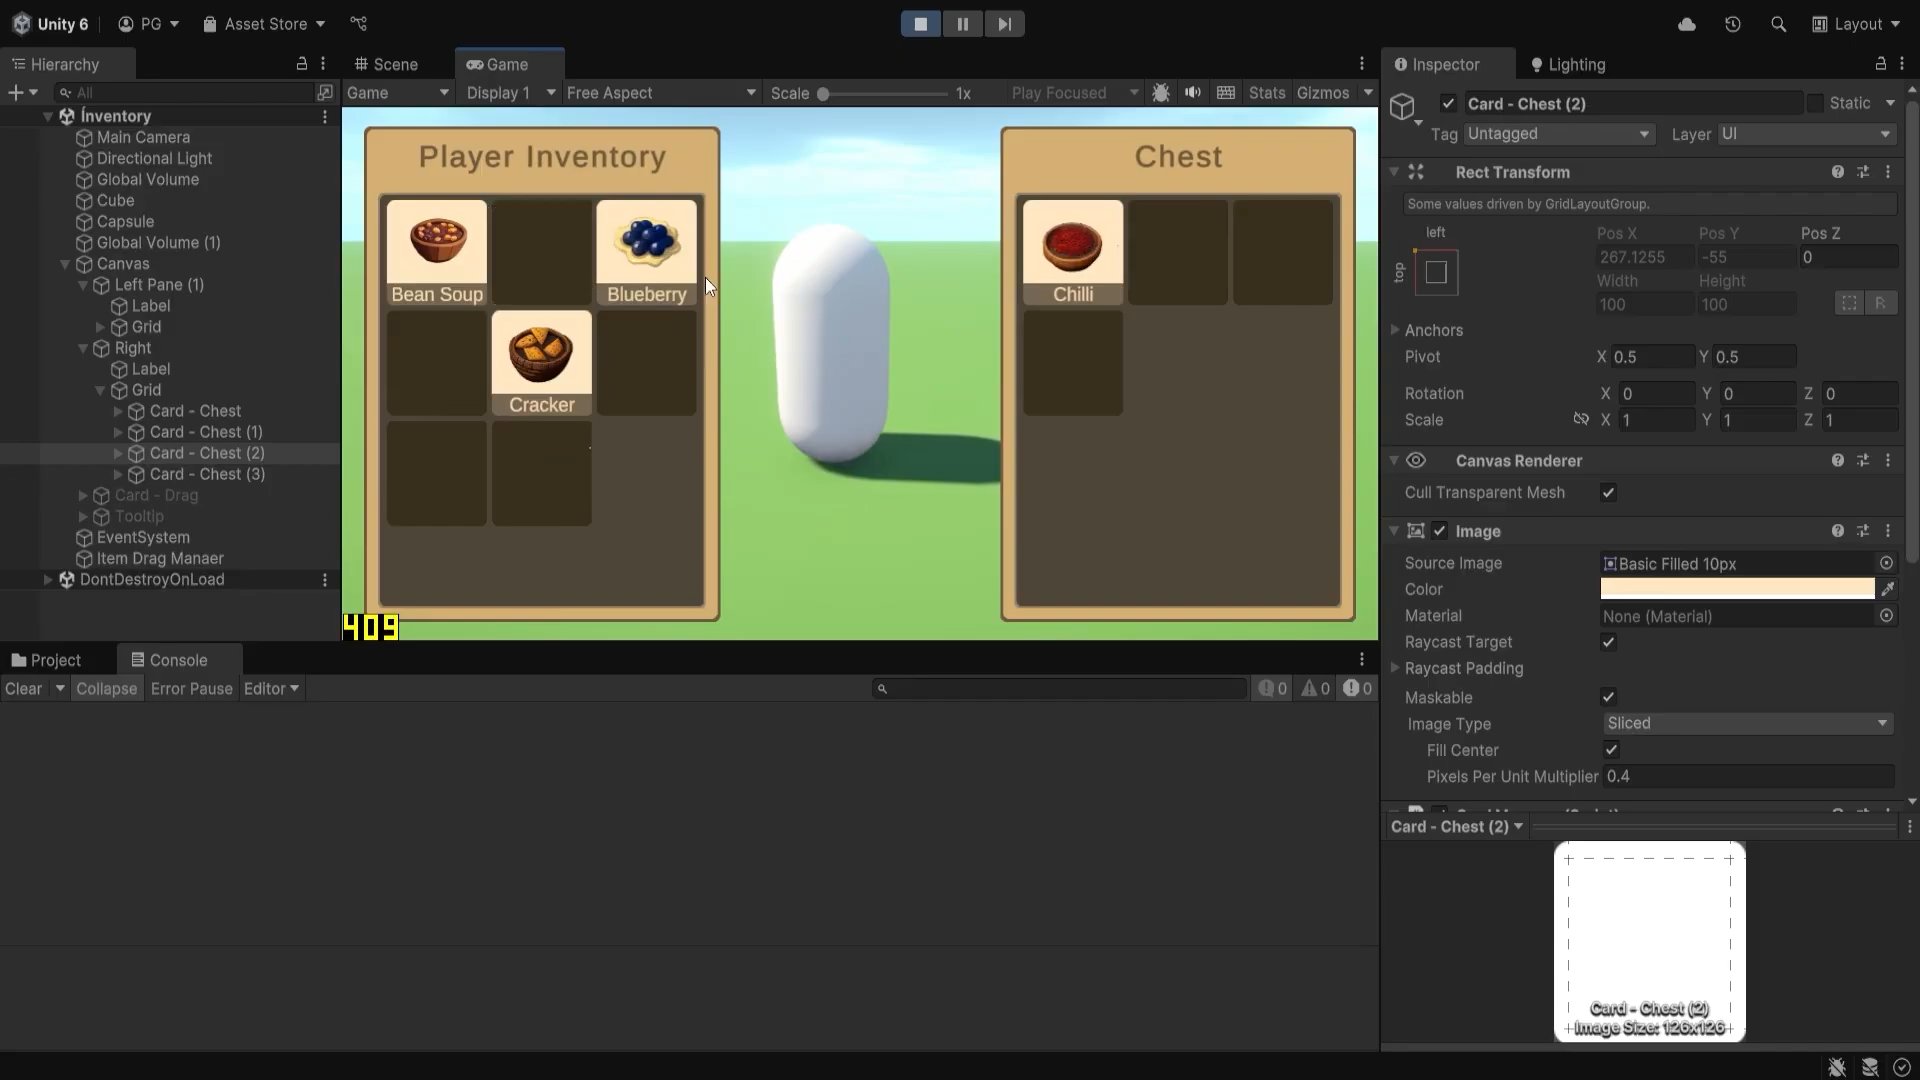 Unity 6
PG
Asset Store
Layout
Hierarchy
All
Inventory
Main Camera
Directional Light
Global Volume
Cube
Capsule
Global Volume (1)
Canvas
Left Pane (1)
Label
Grid
Right
Label
Grid
Card - Chest
Card - Chest (1)
Card - Chest (2)
Card - Chest (3)
Card - Drag
Tooltip
EventSystem
Item Drag Manaer
DontDestroyOnLoad
Scene
Game
Game
Display 1
Free Aspect
Scale
1x
Play Focused
Stats
Gizmos
Player Inventory
Bean Soup
Blueberry
Cracker
Chest
Chilli
409
Project
Console
Clear
Collapse
Error Pause
Editor
0
0
0
Inspector
Lighting
Card - Chest (2)
Static
Tag Untagged
Layer UI
Rect Transform
Some values driven by GridLayoutGroup.
left
top
Pos X Pos Y Pos Z
267.1255 -55 0
Width Height
100 100
R
Anchors
Pivot X 0.5 Y 0.5
Rotation X 0 Y 0 Z 0
Scale X 1 Y 1 Z 1
Canvas Renderer
Cull Transparent Mesh
Image
Source Image Basic Filled 10px
Color
Material None (Material)
Raycast Target
Raycast Padding
Maskable
Image Type Sliced
Fill Center
Pixels Per Unit Multiplier 0.4
Card - Chest (2)
Card - Chest (2)
Image Size: 126x126